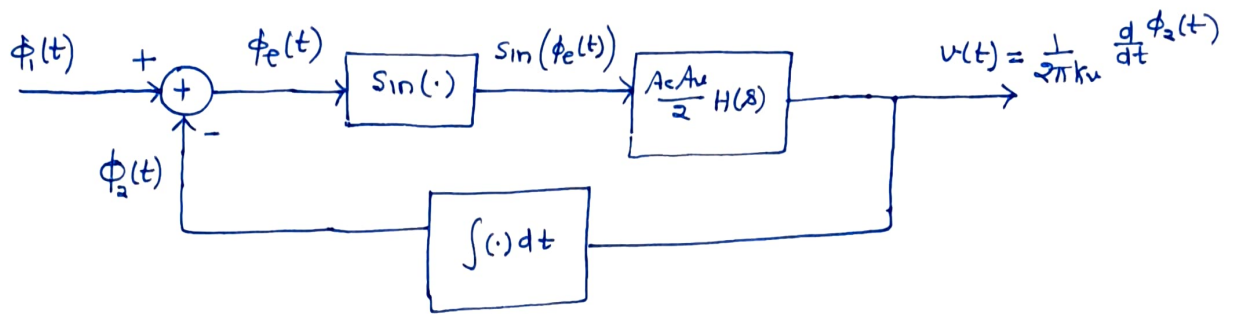 ϕ₁(t)
+
ϕe(t)
Sin(·)
Sin(ϕe(t))
AcAv/2 H(s)
v(t) = 1/2πkv d/dt ϕ₂(t)
+
−
ϕ₂(t)
∫(·)dt